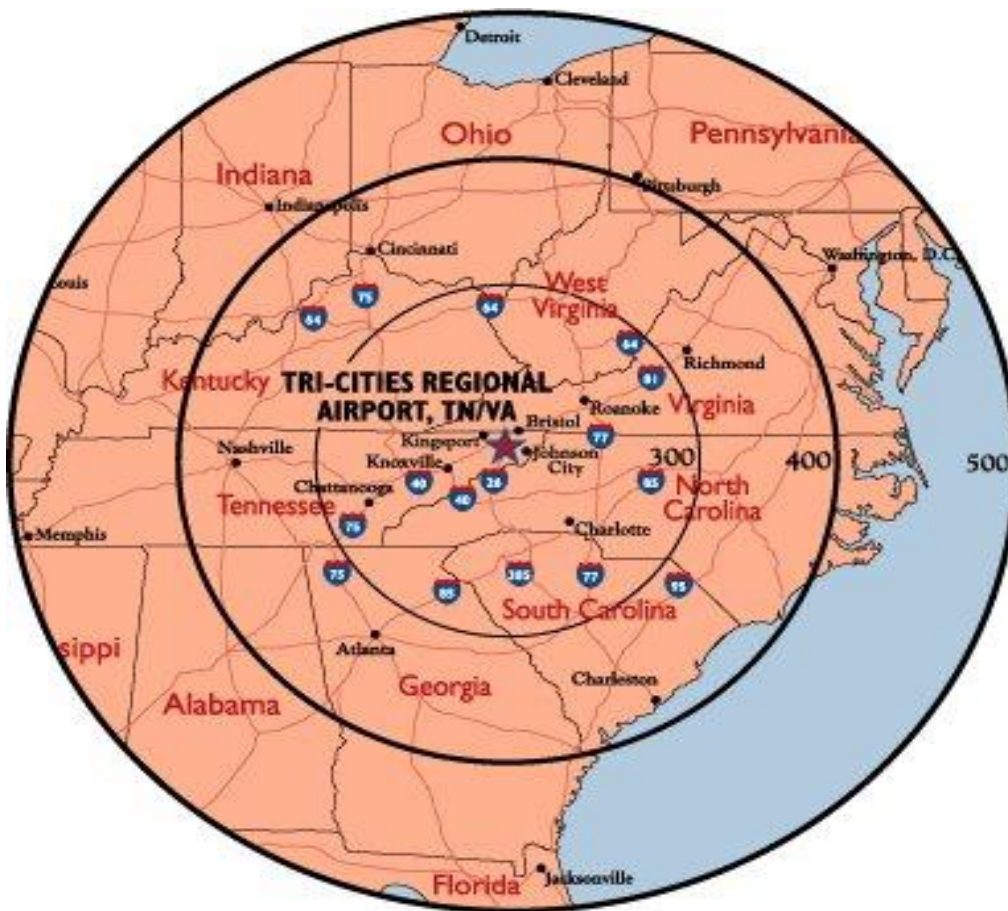 Detroit
Cleveland
Ohio
Pennsylvania
Indiana
Pittsburgh
Indianapolis
Cincinnati
Washington, D.C.
West
Virginia
ouis
75
64
64
64
Richmond
81
Kentucky
TRI-CITIES REGIONAL
AIRPORT, TN/VA
Roanoke
Virginia
Bristol
Kingsport
77
Nashville
Johnson
City
Knoxville
300
400
500
40
26
85
Chattanooga
40
North
Carolina
Tennessee
75
Charlotte
Memphis
75
85
385
77
95
South Carolina
Atlanta
sippi
Georgia
Charleston
Alabama
Florida
Jacksonville